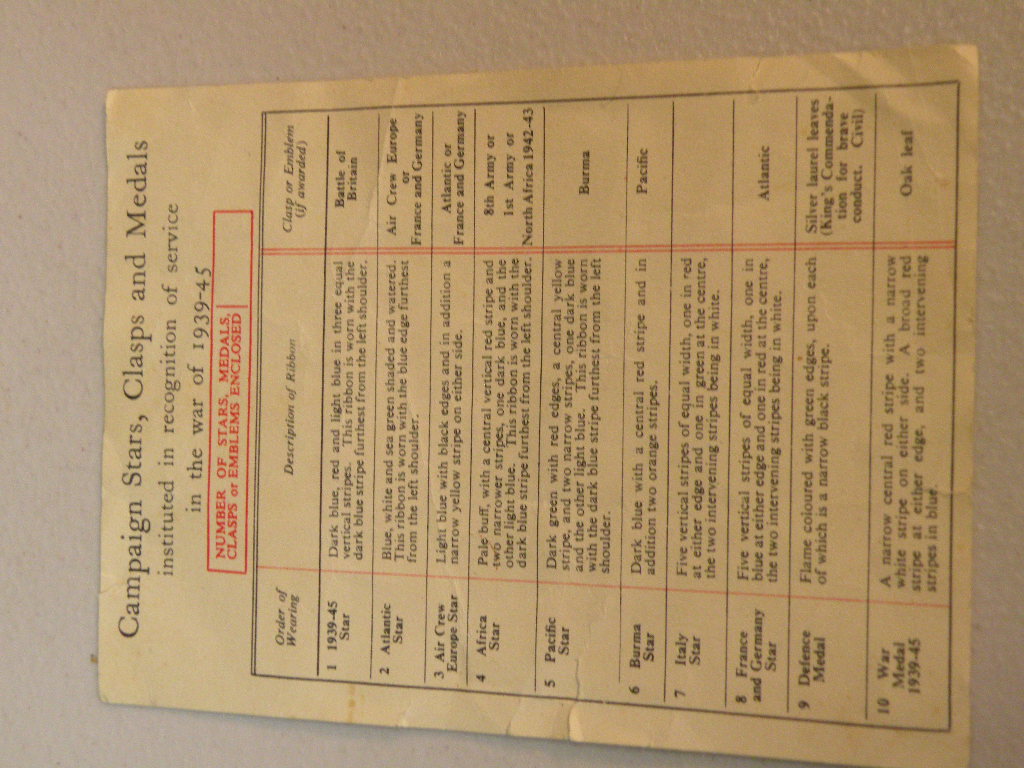 Campaign Stars, Clasps and Medals
instituted in recognition of service
in the war of 1939-45
NUMBER OF STARS, MEDALS,
CLASPS or EMBLEMS ENCLOSED
Order of
Wearing
Description of Ribbon
Clasp or Emblem
(if awarded)
1 1939-45
Star
Dark blue, red and light blue in three equal
vertical stripes. This ribbon is worn with the
dark blue stripe furthest from the left shoulder.
Battle of
Britain
2 Atlantic
Star
Blue, white and sea green shaded and watered.
This ribbon is worn with the blue edge furthest
from the left shoulder.
Air Crew Europe
or
France and Germany
3 Air Crew
Europe Star
Light blue with black edges and in addition a
narrow yellow stripe on either side.
Atlantic or
France and Germany
4 Africa
Star
Pale buff, with a central vertical red stripe and
two narrower stripes, one dark blue, and the
other light blue. This ribbon is worn with the
dark blue stripe furthest from the left shoulder.
8th Army or
1st Army or
North Africa 1942-43
5 Pacific
Star
Dark green with red edges, a central yellow
stripe, and two narrow stripes, one dark blue
and the other light blue. This ribbon is worn
with the dark blue stripe furthest from the left
shoulder.
Burma
6 Burma
Star
Dark blue with a central red stripe and in
addition two orange stripes.
Pacific
7 Italy
Star
Five vertical stripes of equal width, one in red
at either edge and one in green at the centre,
the two intervening stripes being in white.
8 France
and Germany
Star
Five vertical stripes of equal width, one in
blue at either edge and one in red at the centre,
the two intervening stripes being in white.
Atlantic
9 Defence
Medal
Flame coloured with green edges, upon each
of which is a narrow black stripe.
Silver laurel leaves
(King's Commenda-
tion for brave
conduct. Civil)
10 War
Medal
1939-45
A narrow central red stripe with a narrow
white stripe on either side. A broad red
stripe at either edge, and two intervening
stripes in blue.
Oak leaf